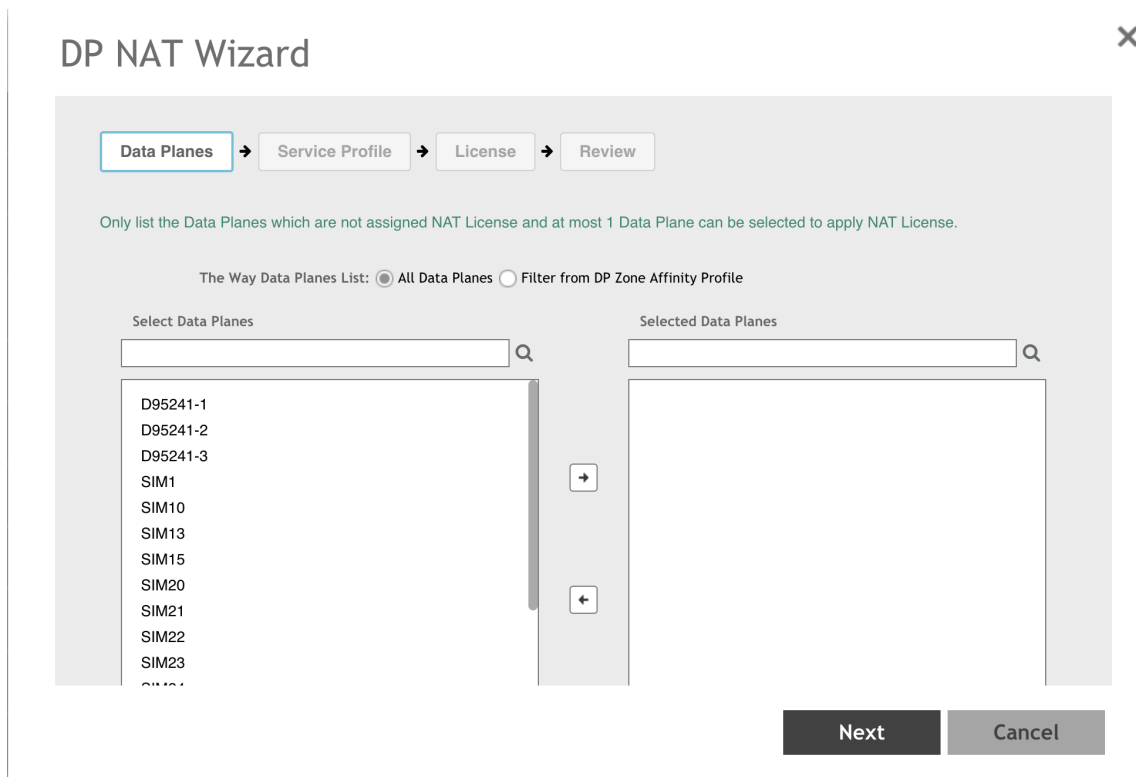 DP NAT Wizard
Data Planes
Service Profile
License
Review
Only list the Data Planes which are not assigned NAT License and at most 1 Data Plane can be selected to apply NAT License.
The Way Data Planes List: All Data Planes Filter from DP Zone Affinity Profile
Select Data Planes
Selected Data Planes
D95241-1
D95241-2
D95241-3
SIM1
SIM10
SIM13
SIM15
SIM20
SIM21
SIM22
SIM23
Next
Cancel